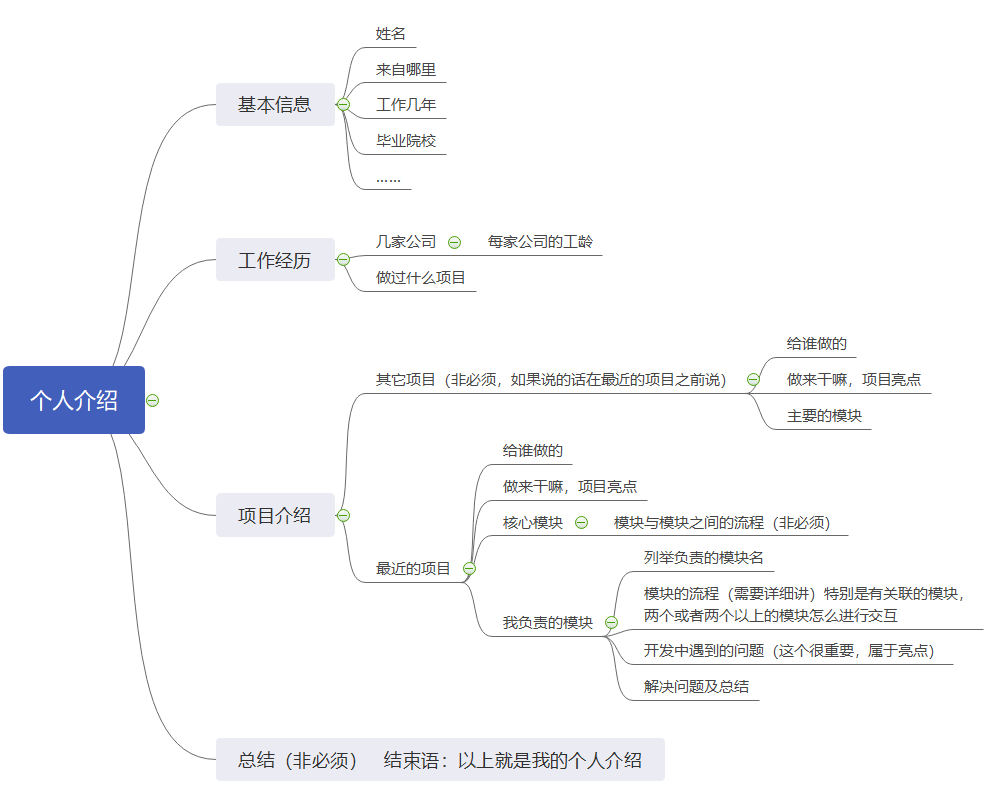 个人介绍
基本信息
姓名
来自哪里
工作几年
毕业院校
......
工作经历
几家公司
每家公司的工龄
做过什么项目
项目介绍
其它项目（非必须，如果说的话在最近的项目之前说）
给谁做的
做来干嘛，项目亮点
主要的模块
最近的项目
给谁做的
做来干嘛，项目亮点
核心模块
模块与模块之间的流程（非必须）
我负责的模块
列举负责的模块名
模块的流程（需要详细讲）特别是有关联的模块，
两个或者两个以上的模块怎么进行交互
开发中遇到的问题（这个很重要，属于亮点）
解决问题及总结
总结（非必须） 结束语：以上就是我的个人介绍